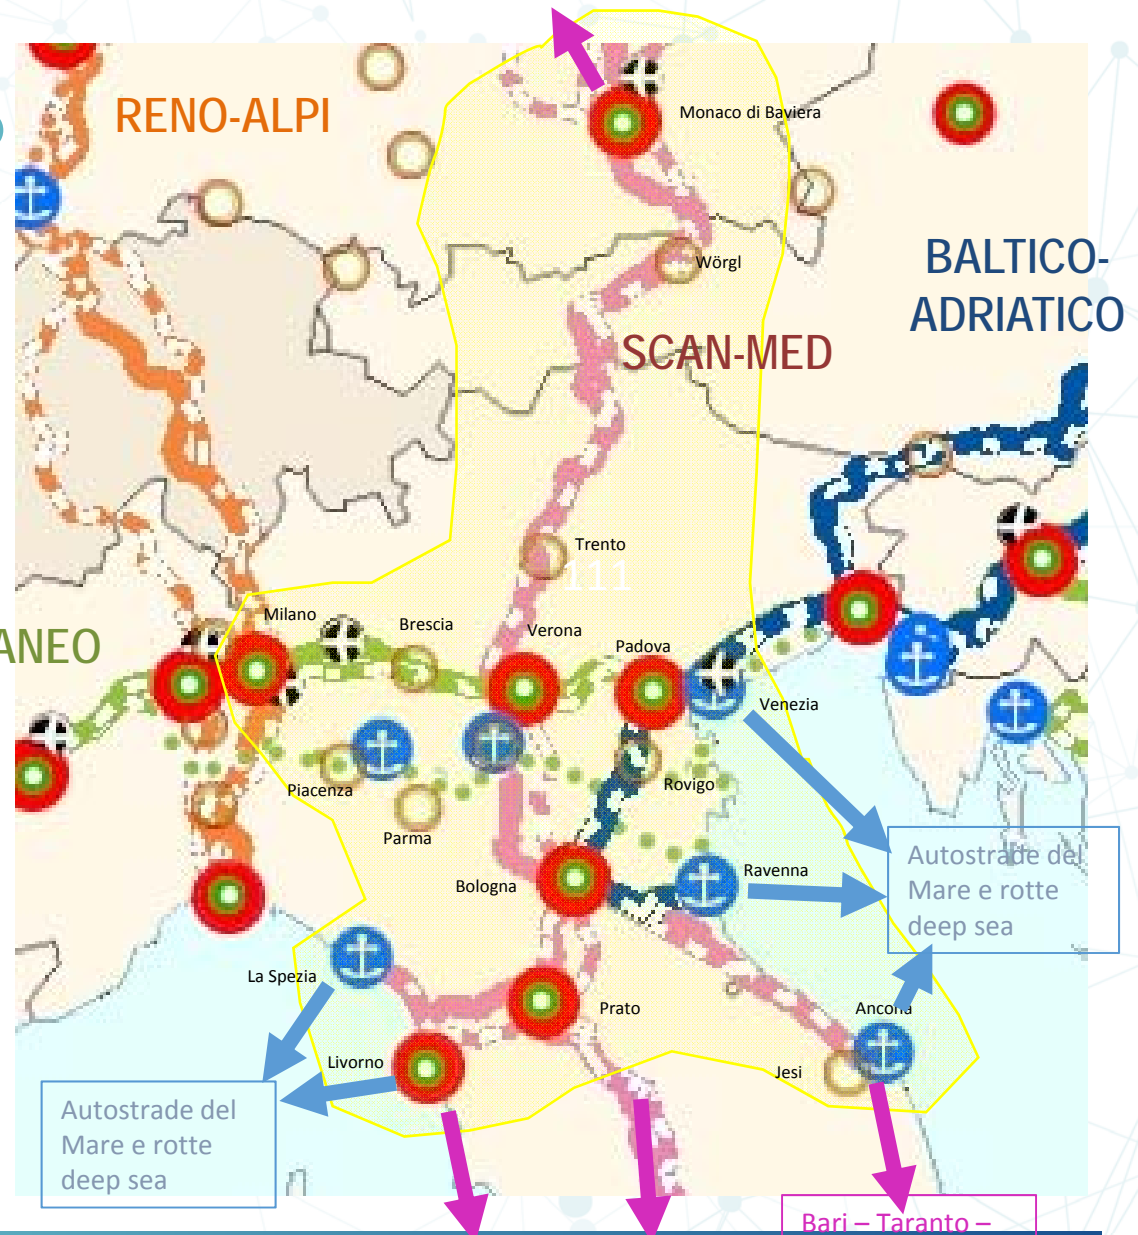 Monaco di Baviera
RENO-ALPI
BALTICO-
ADRIATICO
Wörgl
SCAN-MED
Trento
111
Milano
Brescia
Verona
Padova
ANEO
Venezia
Piacenza
Rovigo
Parma
Autostrade del
Mare e rotte
deep sea
Ravenna
Bologna
La Spezia
Prato
Ancona
Livorno
Jesi
Autostrade del
Mare e rotte
deep sea
Bari – Taranto –